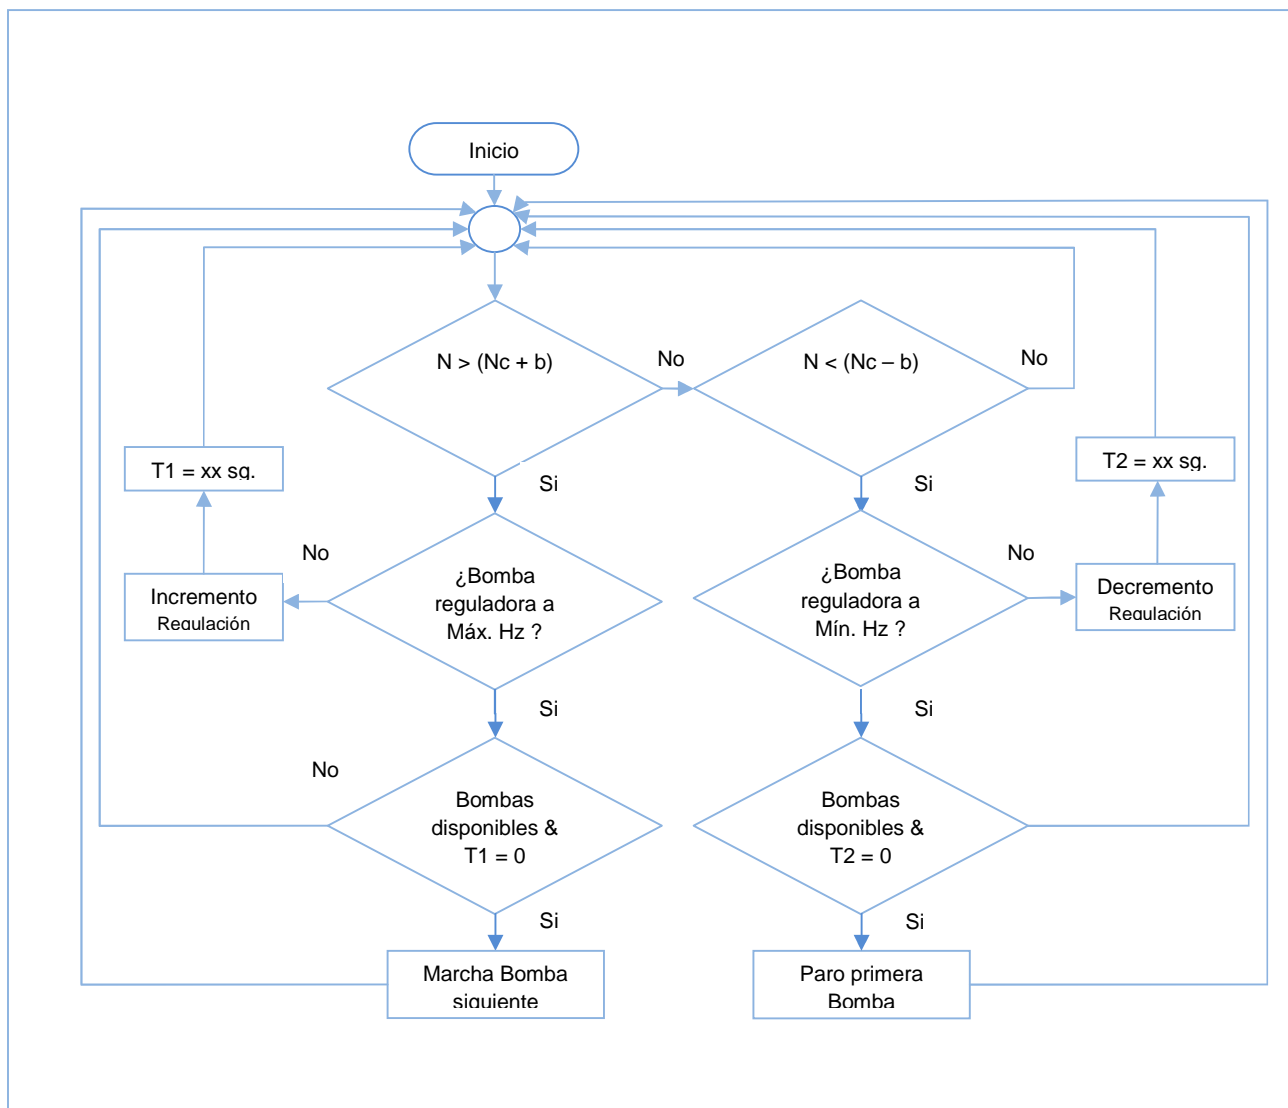 Inicio
N > (Nc + b)
No
N < (Nc – b)
No
T1 = xx sg.
T2 = xx sg.
Si
Si
No
¿Bomba
reguladora a
Máx. Hz ?
¿Bomba
reguladora a
Mín. Hz ?
No
Incremento
Regulación
Decremento
Regulación
Si
Si
No
Bombas
disponibles &
T1 = 0
Bombas
disponibles &
T2 = 0
Si
Si
Marcha Bomba
siguiente
Paro primera
Bomba